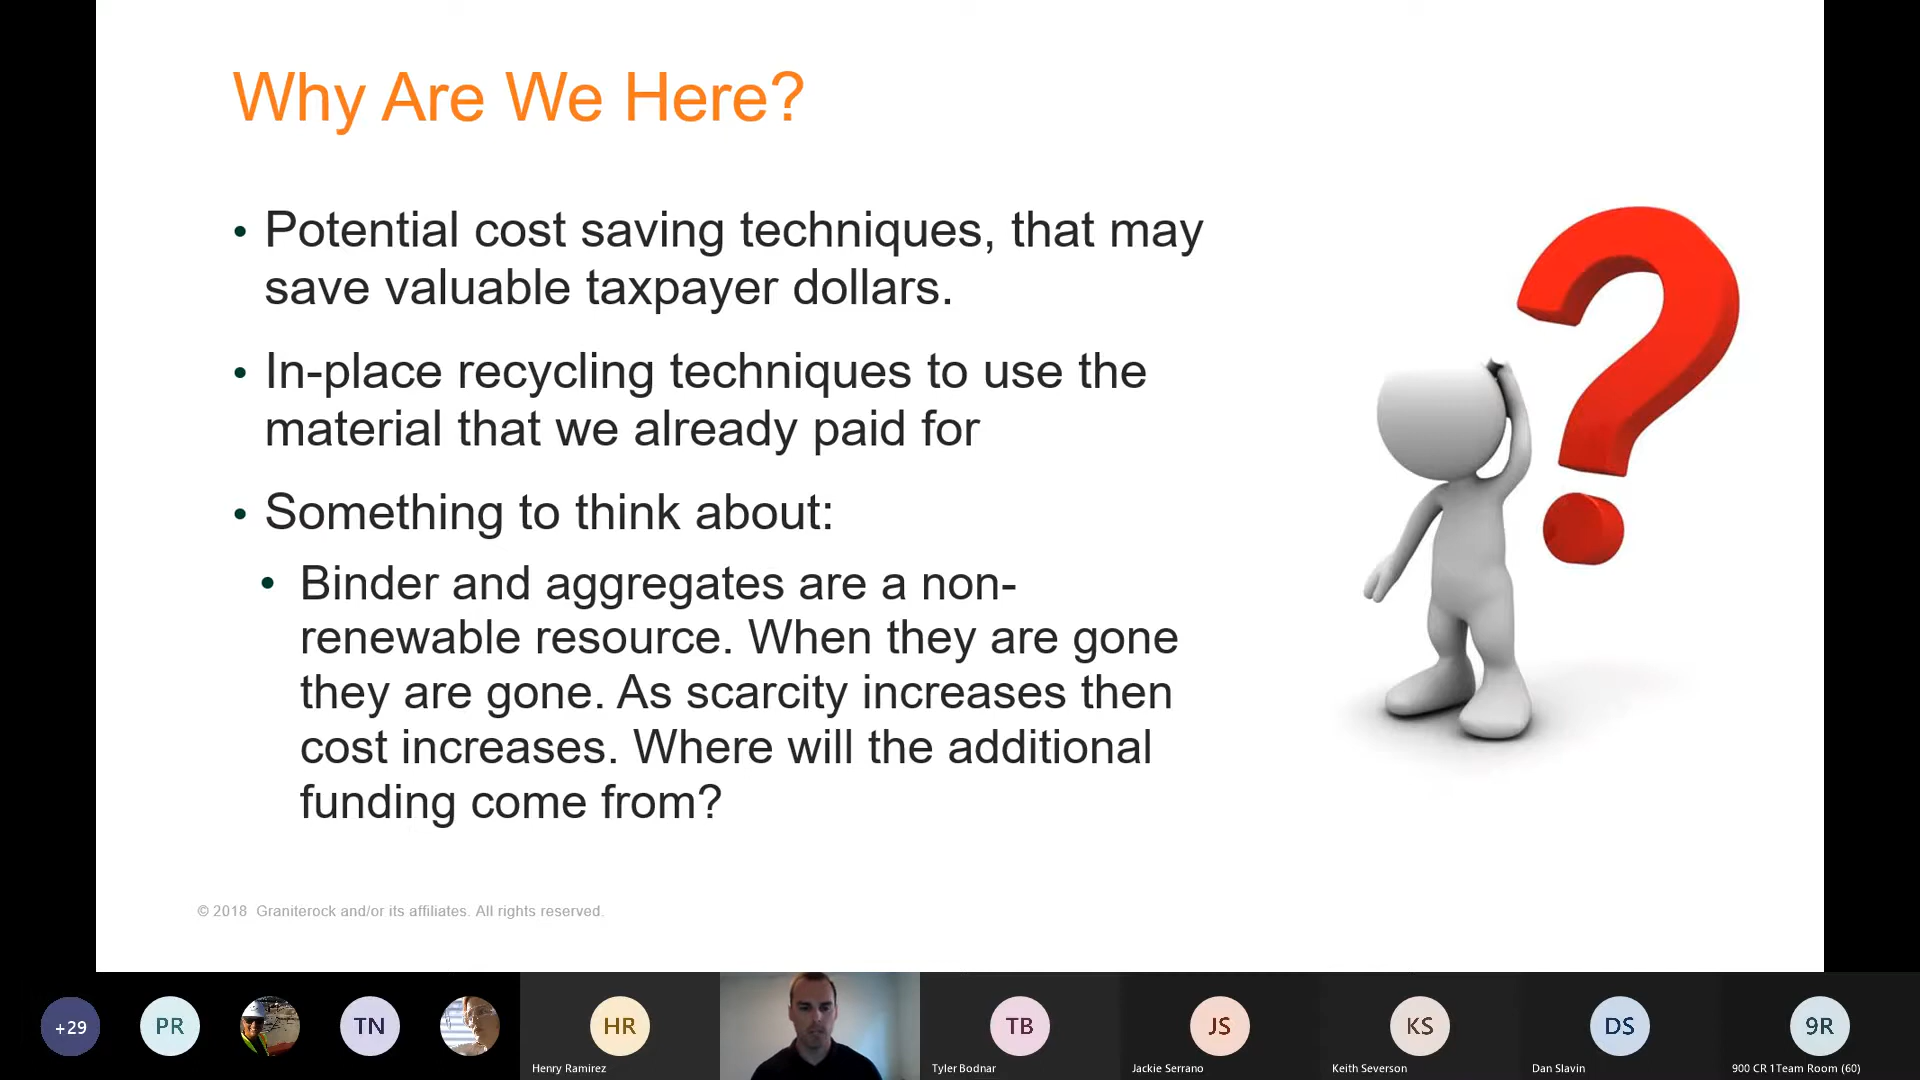 Why Are We Here?
• Potential cost saving techniques, that may
save valuable taxpayer dollars.
• In-place recycling techniques to use the
material that we already paid for
• Something to think about:
• Binder and aggregates are a non-
renewable resource. When they are gone
they are gone. As scarcity increases then
cost increases. Where will the additional
funding come from?
© 2018 Graniterock and/or its affiliates. All rights reserved.
+29
PR
TN
HR
TB
JS
KS
DS
9R
Henry Ramirez
Tyler Bodnar
Jackie Serrano
Keith Severson
Dan Slavin
900 CR 1Team Room (60)